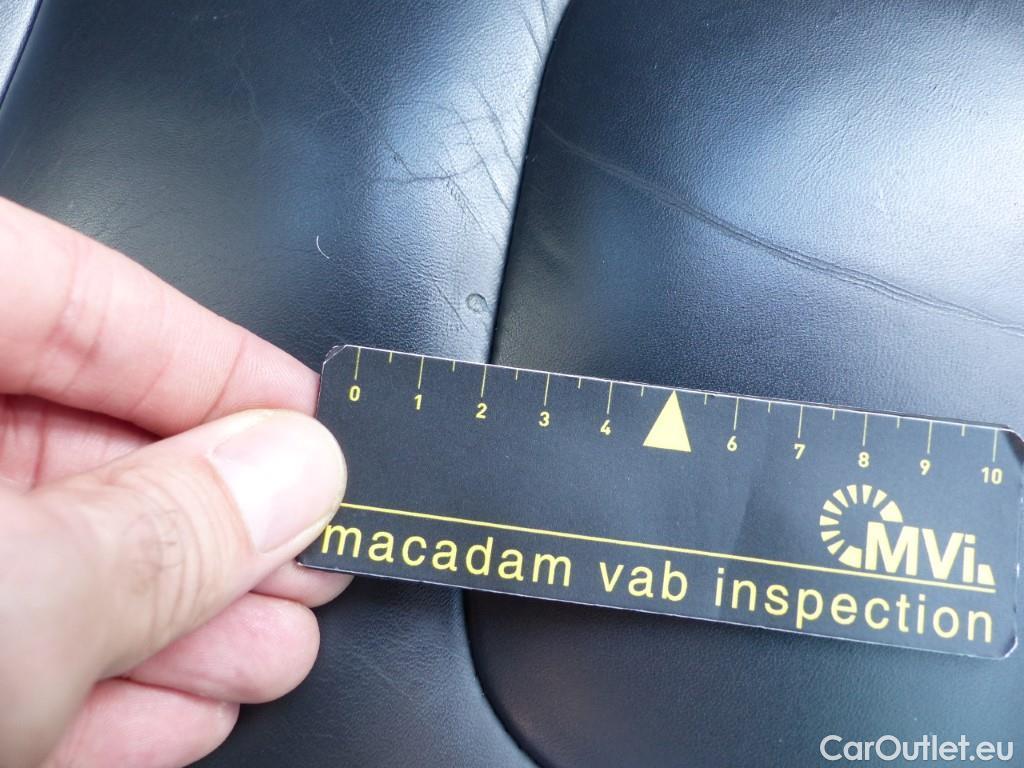 0 1 2 3 4 6 7 8 9 10
MVi
macadam vab inspection
CarOutlet.eu